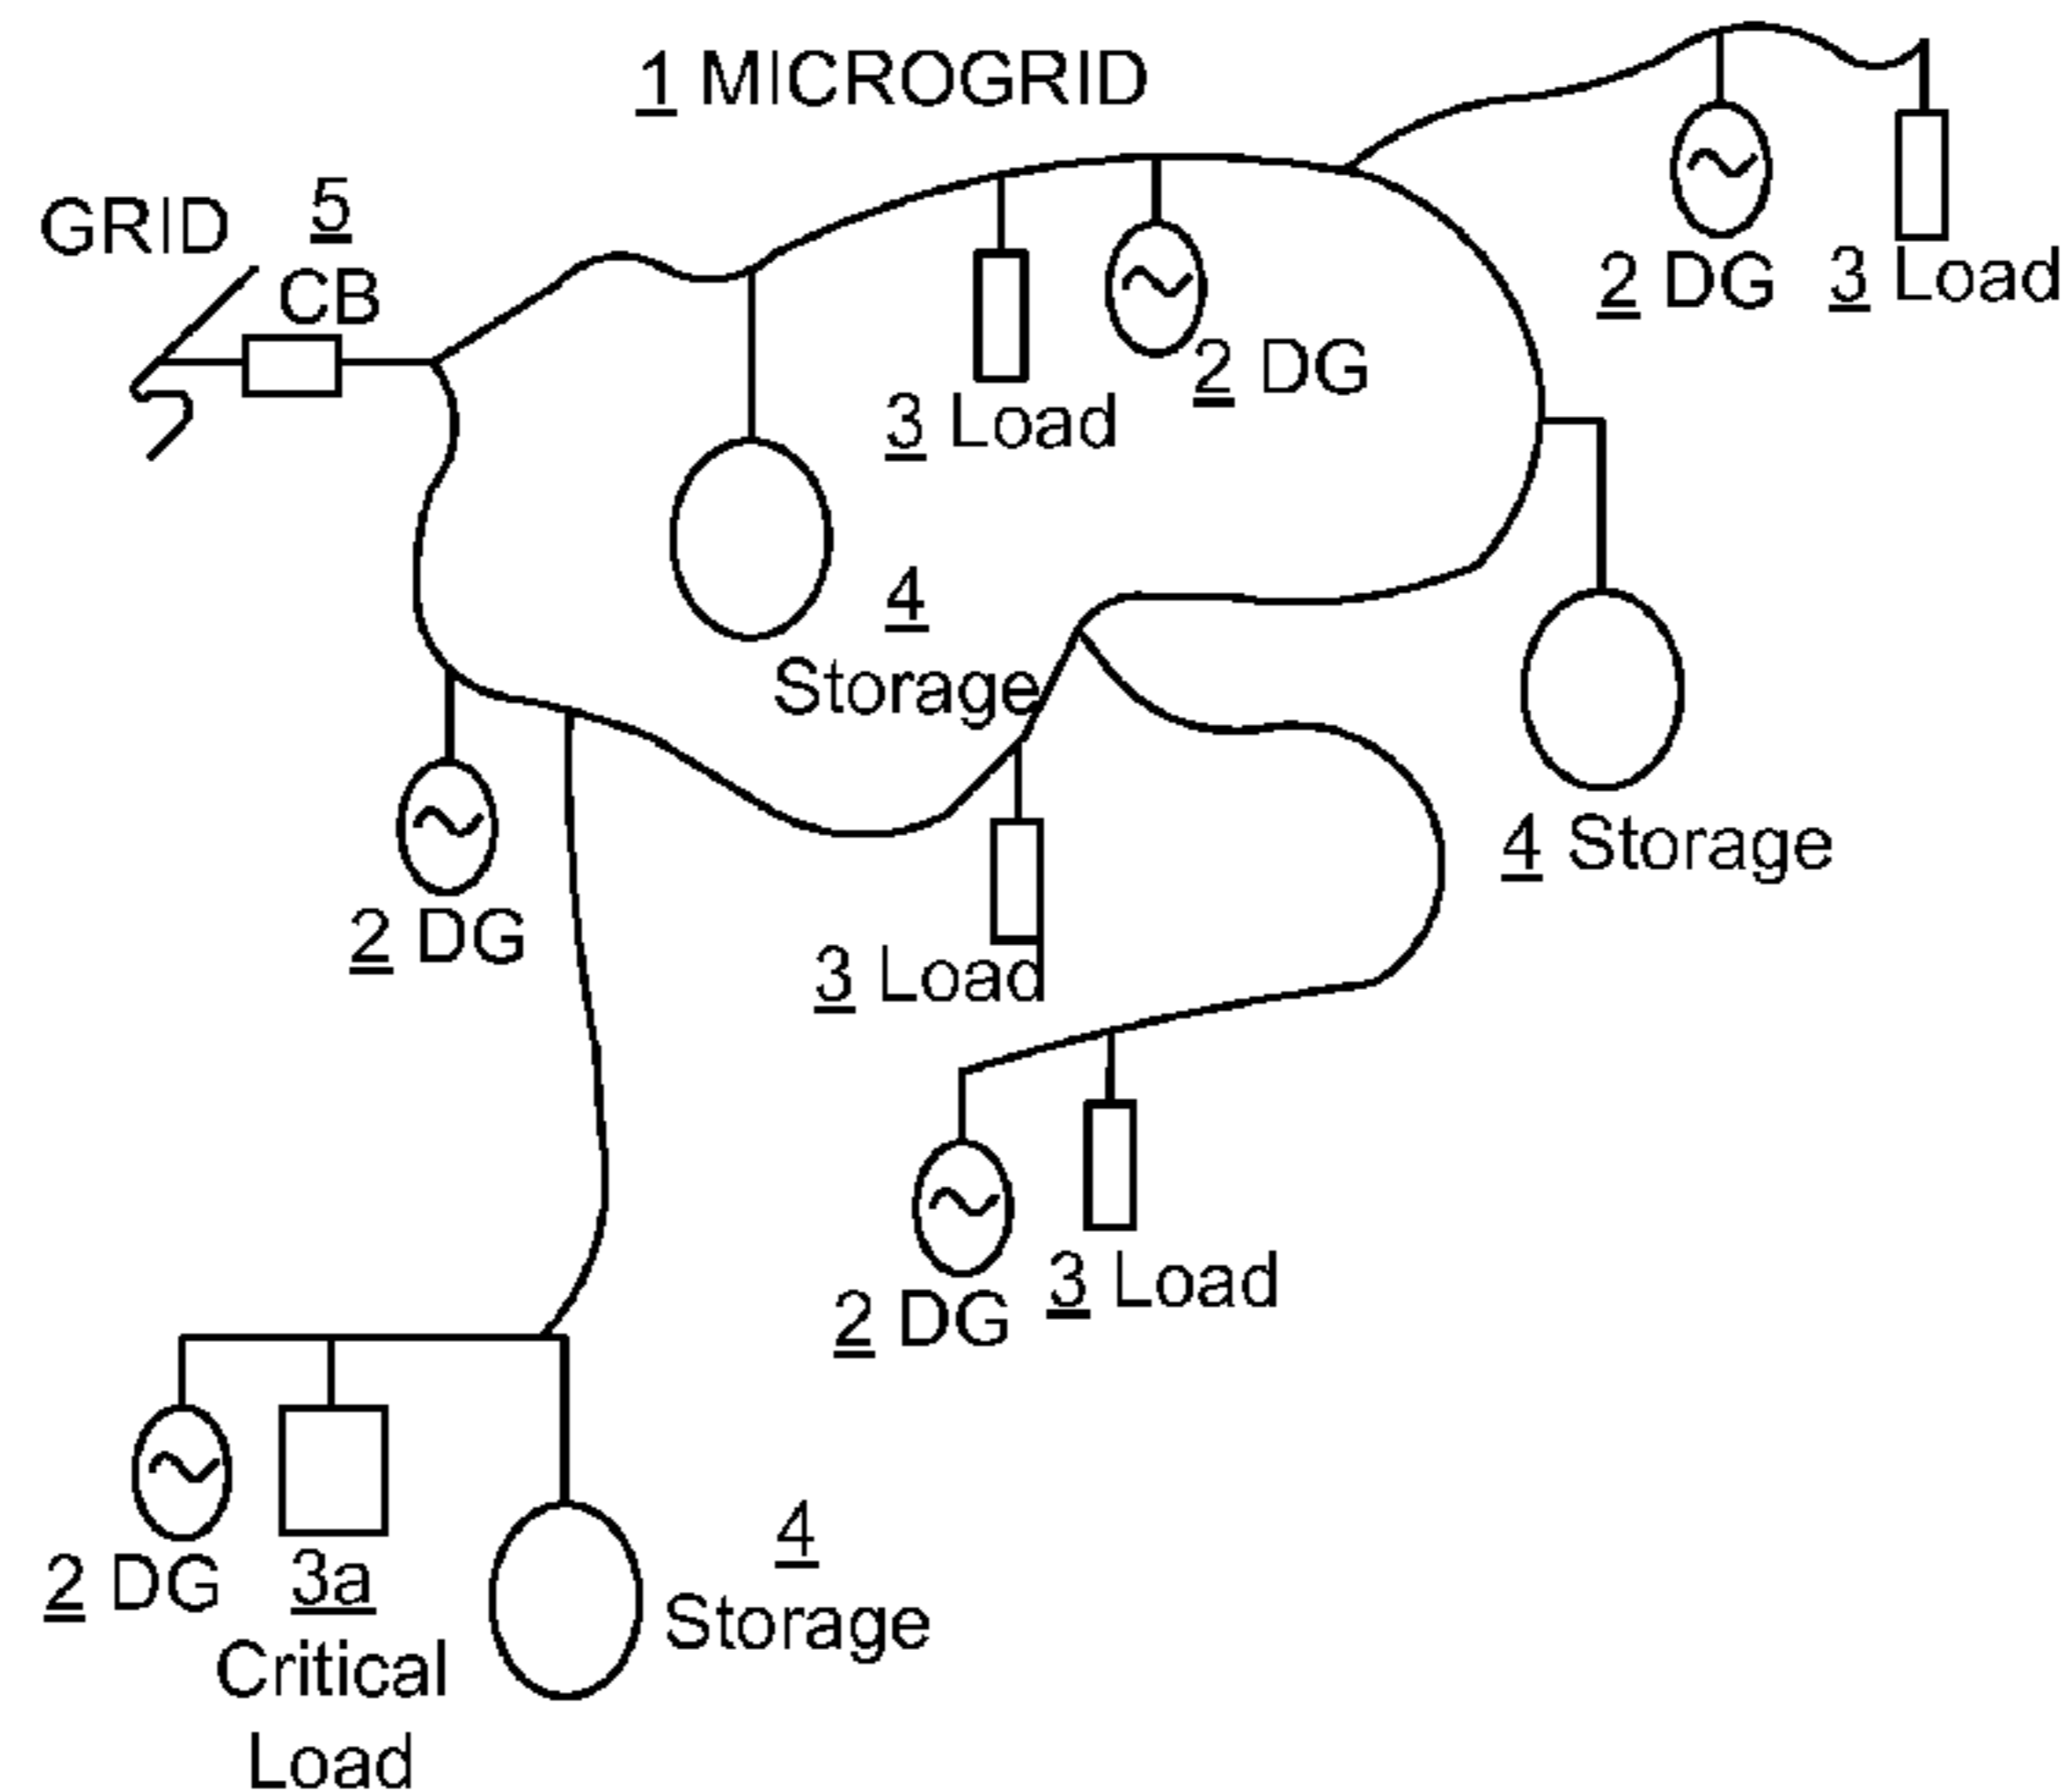 1 MICROGRID
GRID
5
CB
2 DG
3 Load
2 DG
3 Load
4
Storage
4 Storage
2 DG
3 Load
3 Load
2 DG
2 DG
3a
Critical
Load
4
Storage